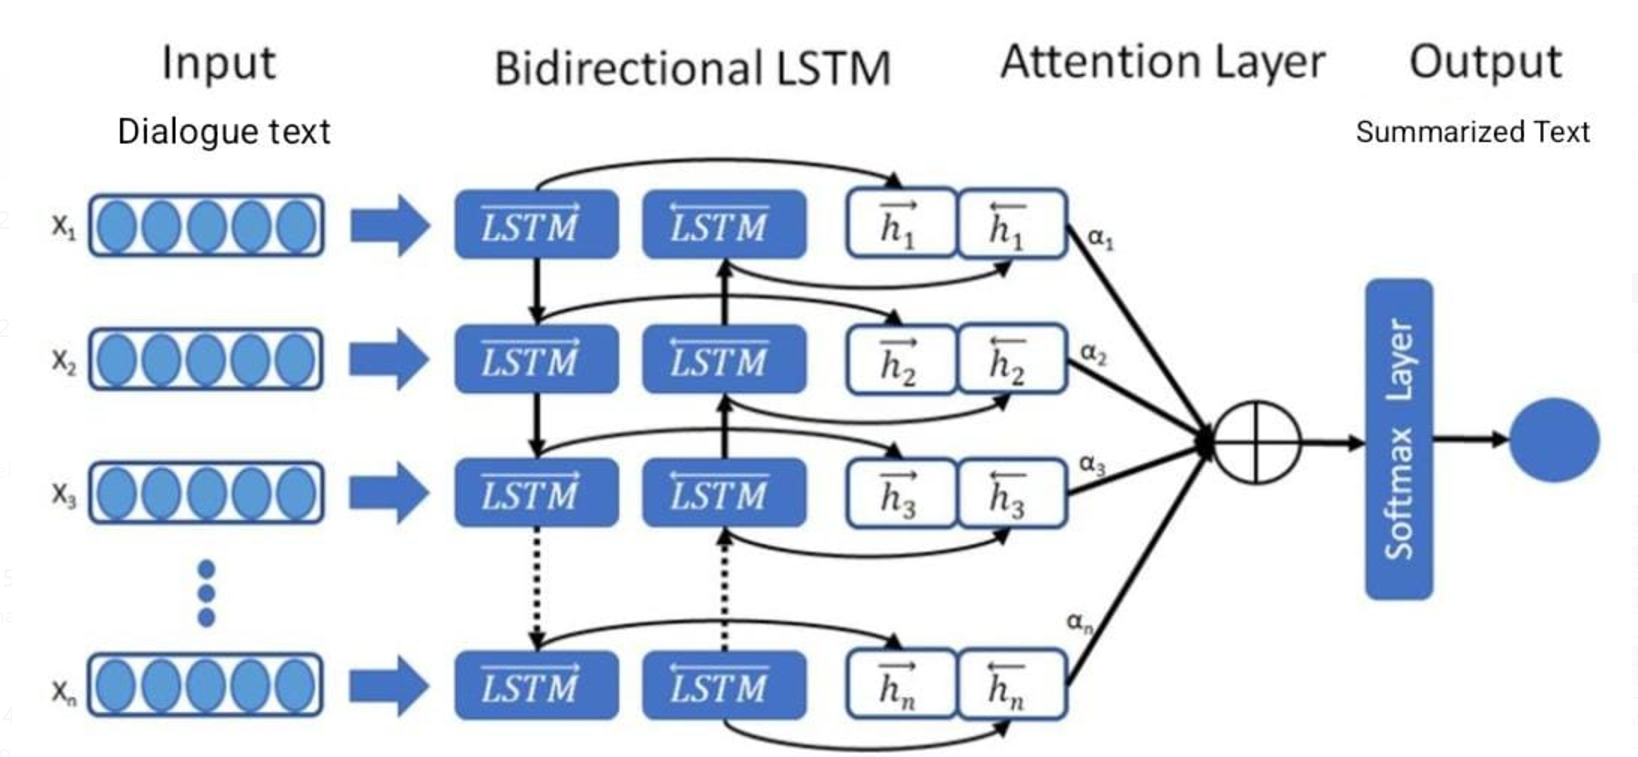 Input Bidirectional LSTM Attention Layer Output
Dialogue text Summarized Text
X₁ LSTM LSTM h₁ h₁ α₁
X₂ LSTM LSTM h₂ h₂ α₂
X₃ LSTM LSTM h₃ h₃ α₃
Softmax Layer
Xₙ LSTM LSTM hₙ hₙ αₙ